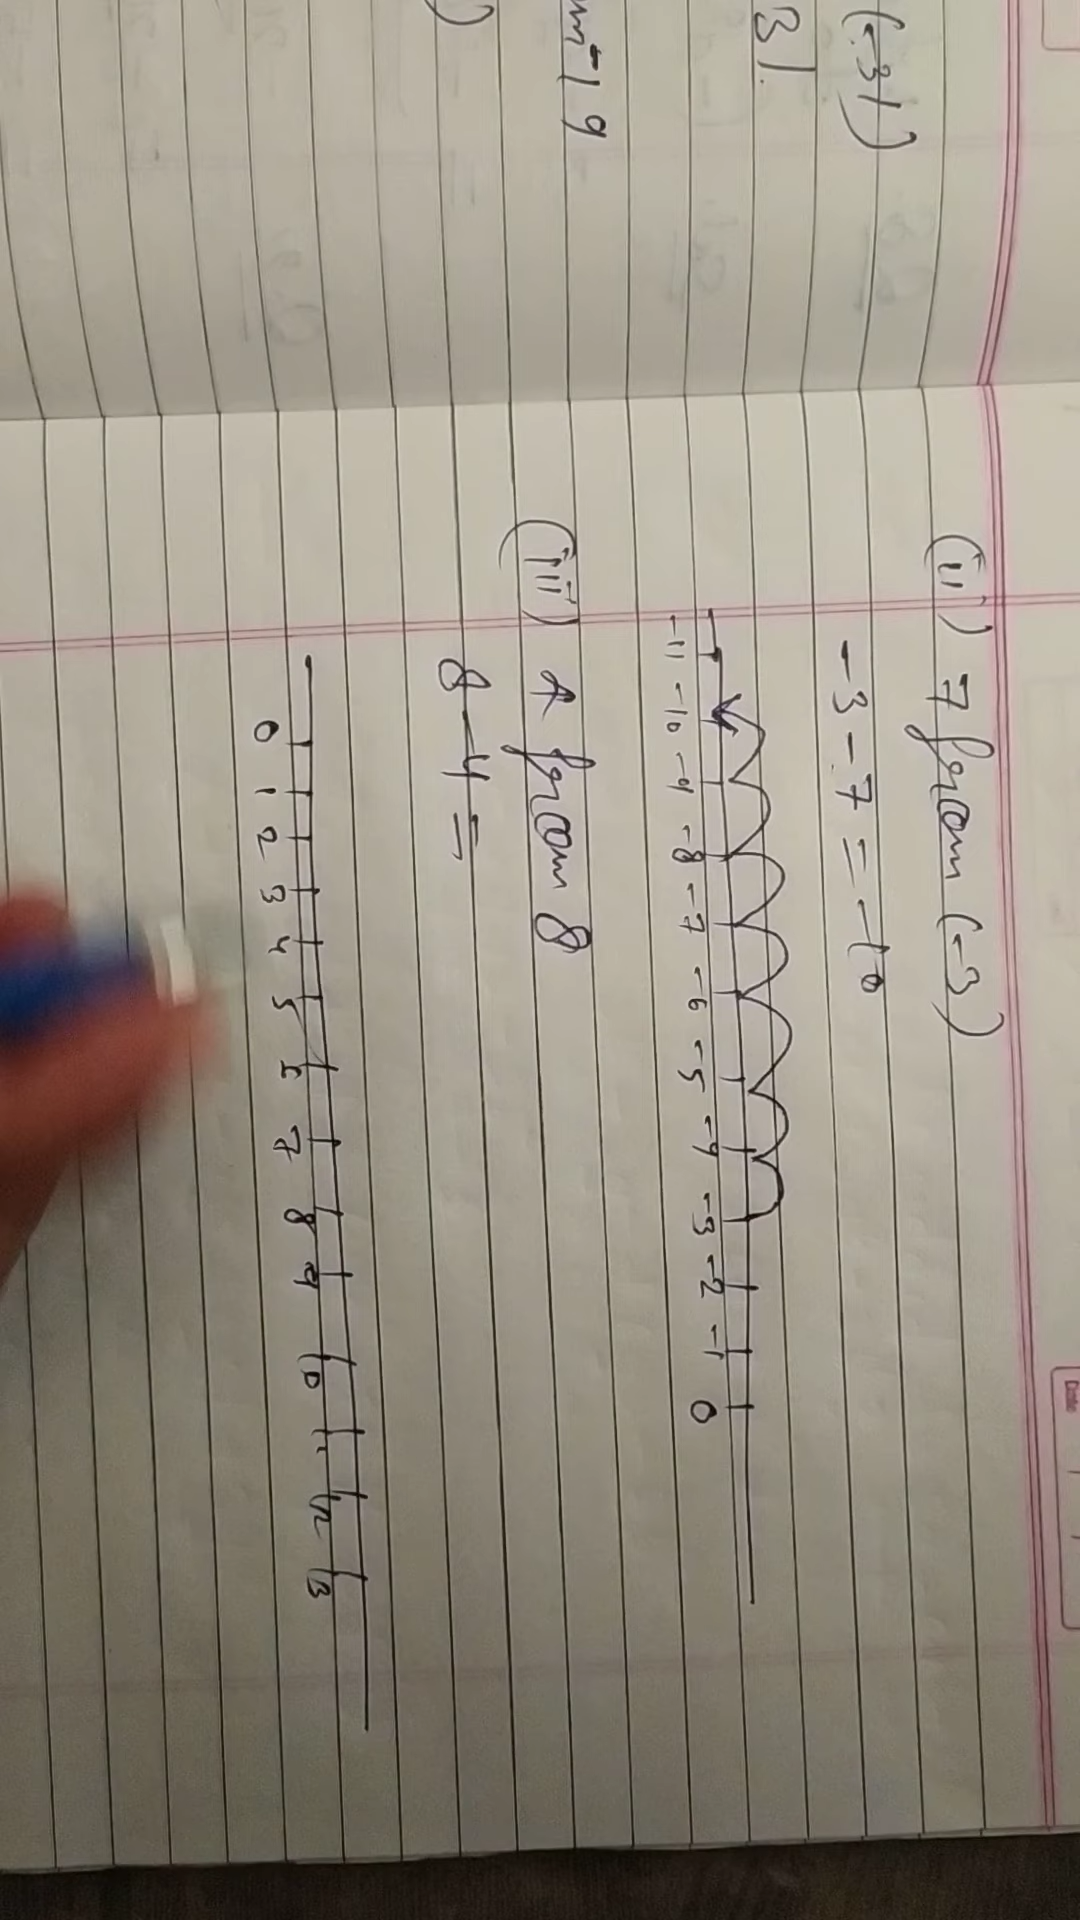 (-31)
31.
m-19
)
(ii) 7 from (-3)
-3-7=-10
-11 -10 -9 -8 -7 -6 -5 -4 -3 -2 -1 0
(iii) 4 from 8
8-4=
0 1 2 3 4 5 6 7 8 9 10 11 12 13